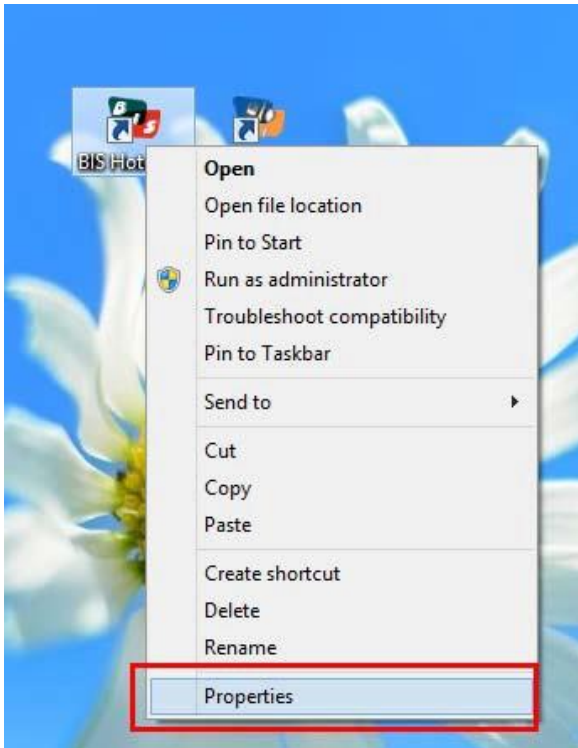 BIS
BIS Hot
Open
Open file location
Pin to Start
Run as administrator
Troubleshoot compatibility
Pin to Taskbar
Send to
Cut
Copy
Paste
Create shortcut
Delete
Rename
Properties